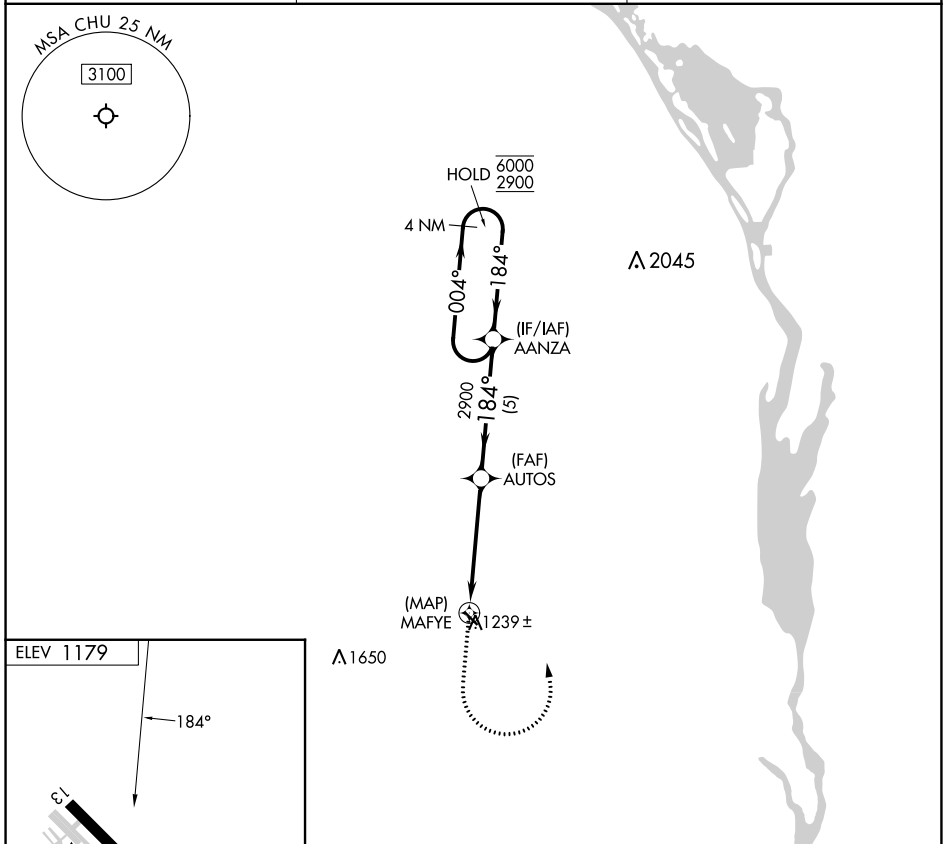 MSA CHU 25 NM
3100
HOLD 6000
2900
4 NM
004°
184°
2045
(IF/IAF)
AANZA
2900
184°
(5)
(FAF)
AUTOS
(MAP)
MAFYE
1239 ±
1650
ELEV 1179
184°
13